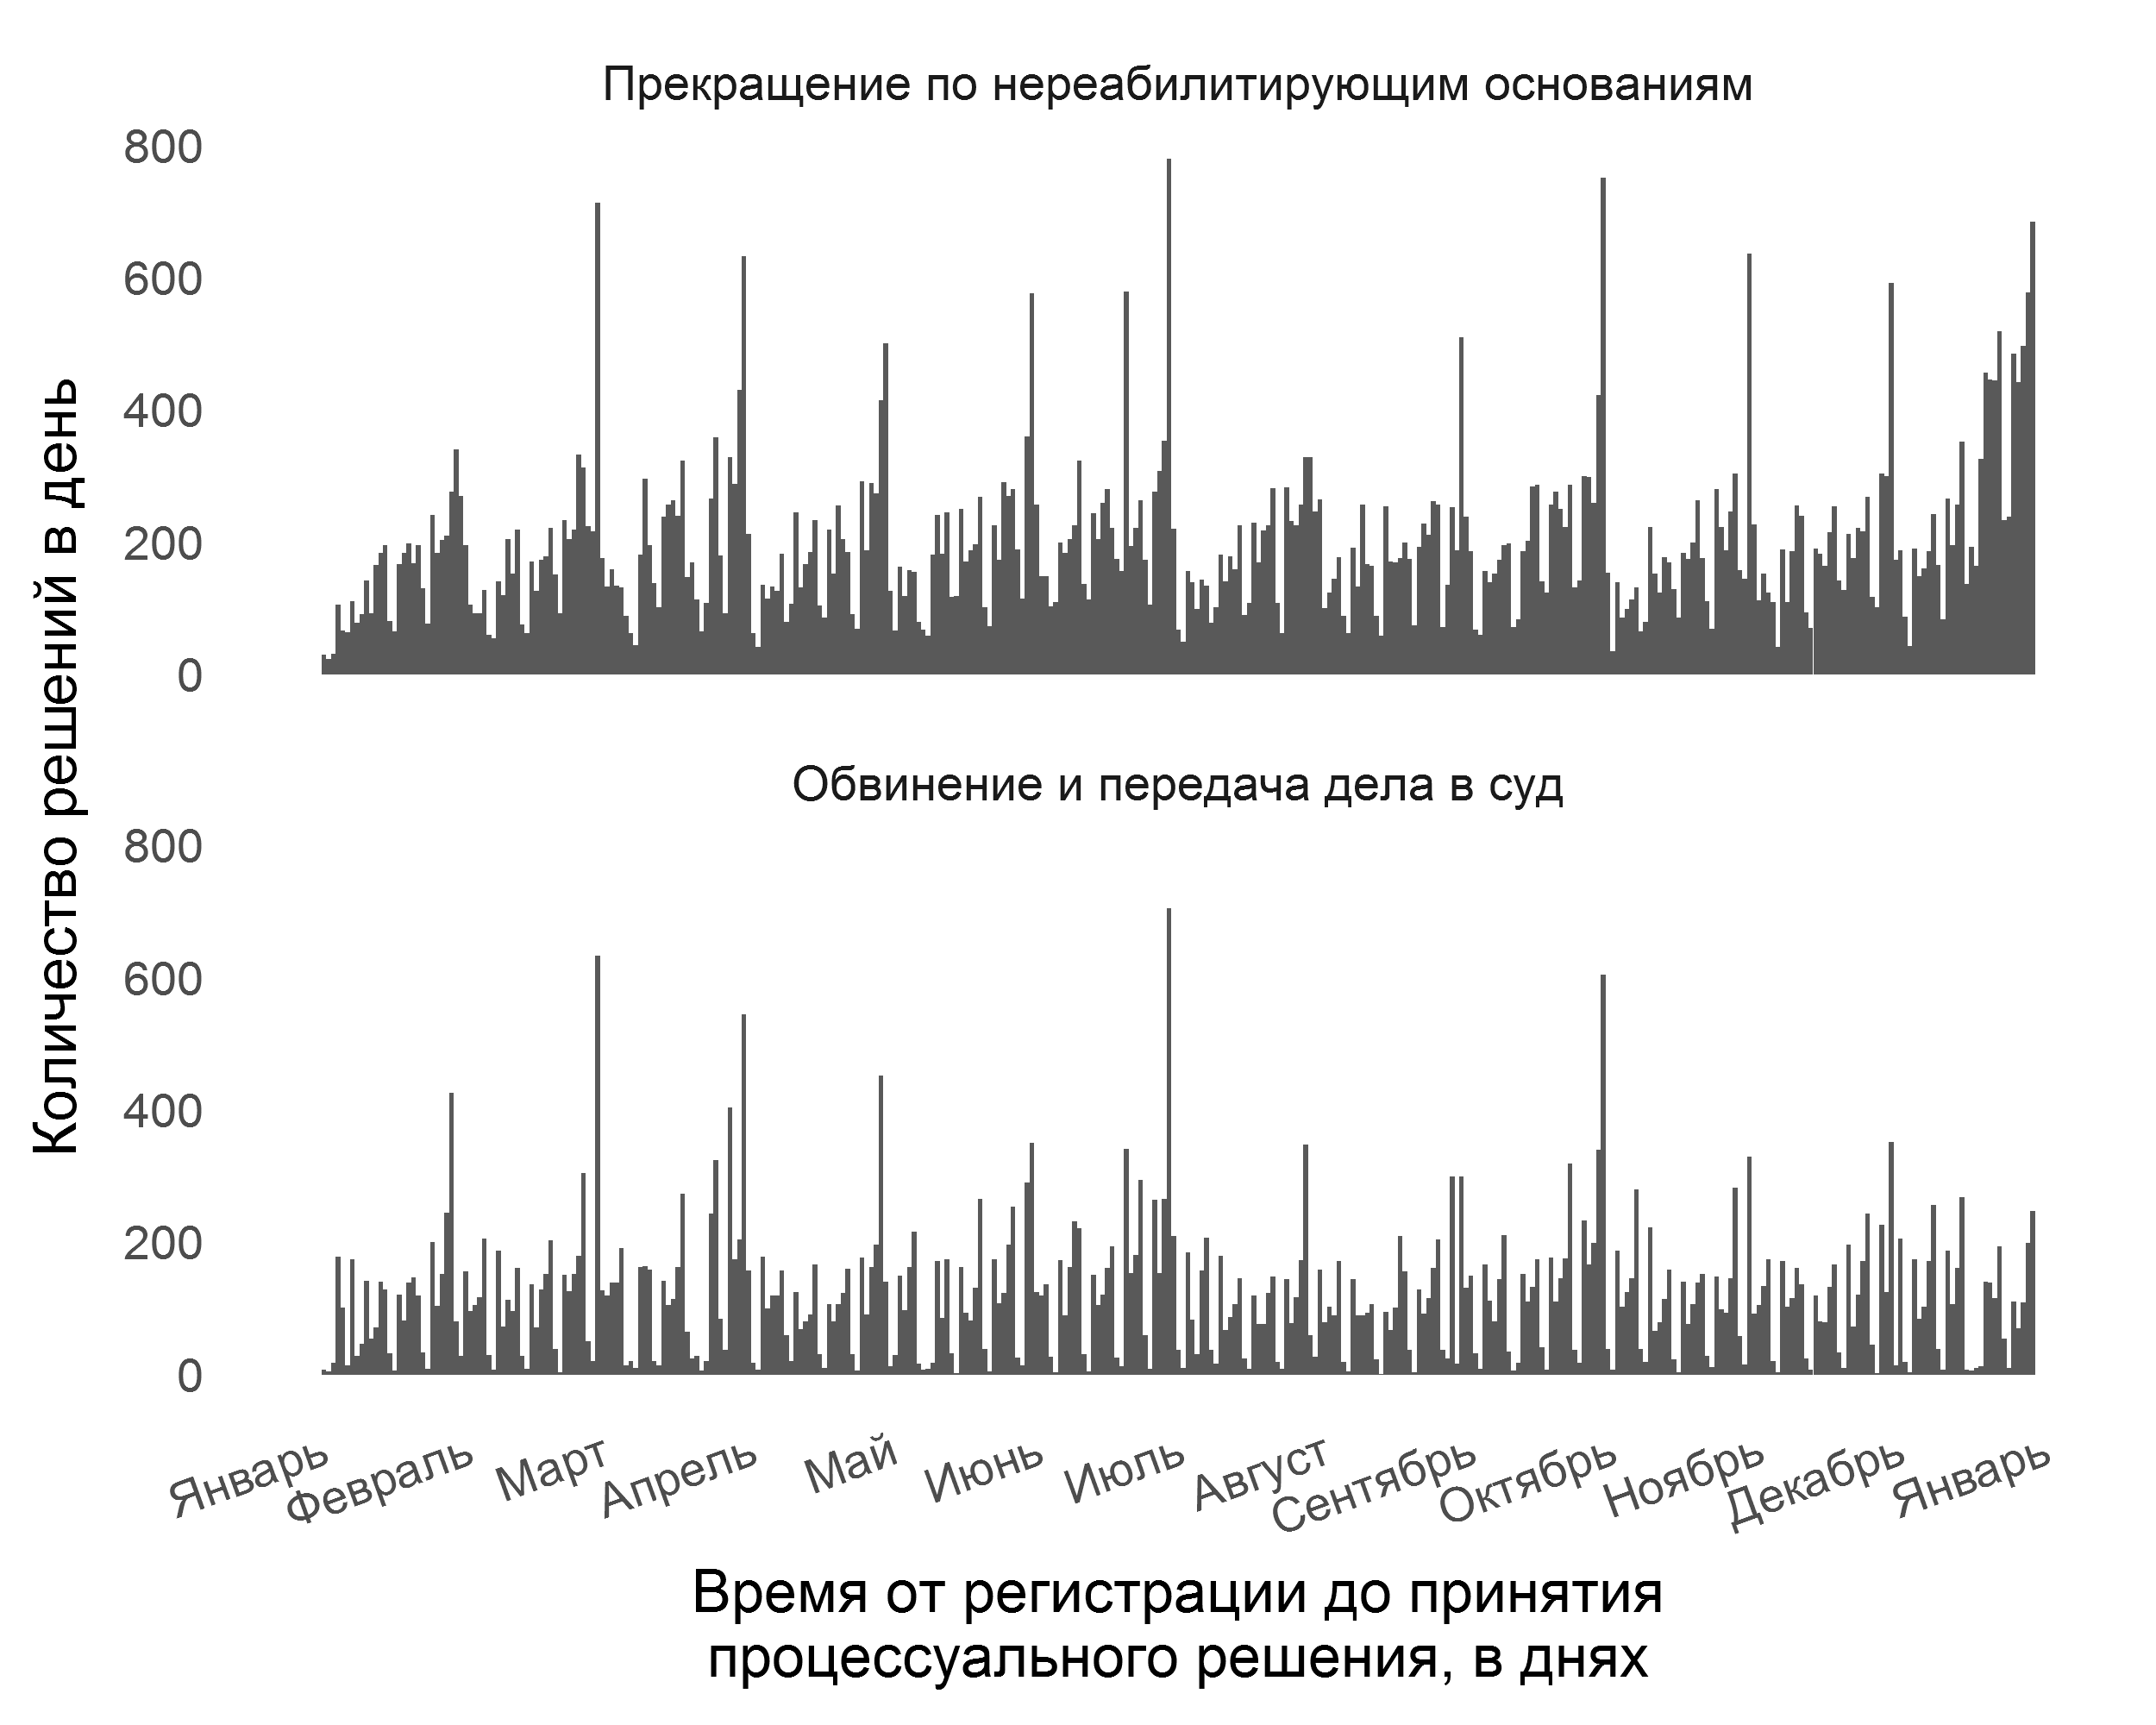 Прекращение по нереабилитирующим основаниям
800
600
400
200
0
Количество решений в день
Обвинение и передача дела в суд
800
600
400
200
0
Январь
Февраль
Март
Апрель
Май
Июнь
Июль
Август
Сентябрь
Октябрь
Ноябрь
Декабрь
Январь
Время от регистрации до принятия
процессуального решения, в днях